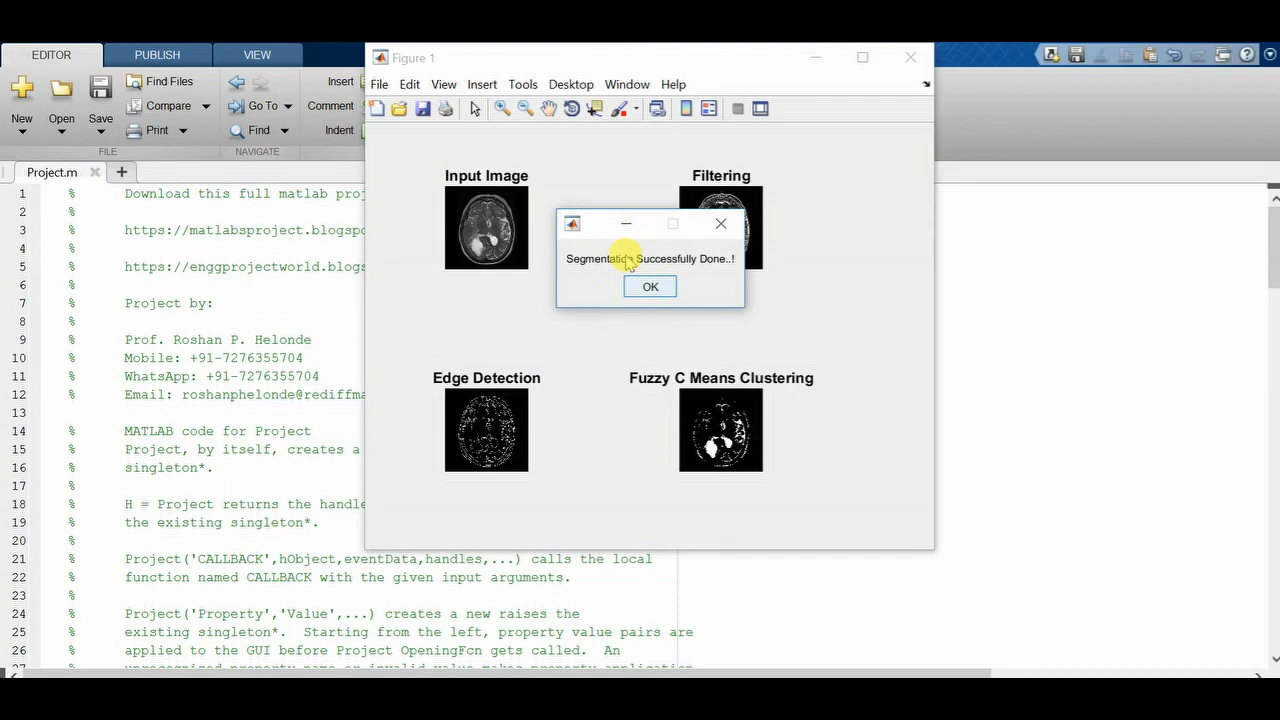 EDITOR
PUBLISH
VIEW
Figure 1
File Edit View Insert Tools Desktop Window Help
New
Open
Save
Find Files
Compare
Print
Go To
Find
Insert
Comment
Indent
FILE
NAVIGATE
Project.m
Input Image
Filtering
Segmentation Successfully Done..!
OK
Edge Detection
Fuzzy C Means Clustering
1 % Download this full matlab proj
2 %
3 % https://matlabsproject.blogspo
4 %
5 % https://enggprojectworld.blogs
6 %
7 % Project by:
8 %
9 % Prof. Roshan P. Helonde
10 % Mobile: +91-7276355704
11 % WhatsApp: +91-7276355704
12 % Email: roshanphelonde@rediffma
13
14 % MATLAB code for Project
15 % Project, by itself, creates a
16 % singleton*.
17 %
18 % H = Project returns the handle
19 % the existing singleton*.
20 %
21 % Project('CALLBACK',hObject,eventData,handles,...) calls the local
22 % function named CALLBACK with the given input arguments.
23 %
24 % Project('Property','Value',...) creates a new raises the
25 % existing singleton*. Starting from the left, property value pairs are
26 % applied to the GUI before Project OpeningFcn gets called. An